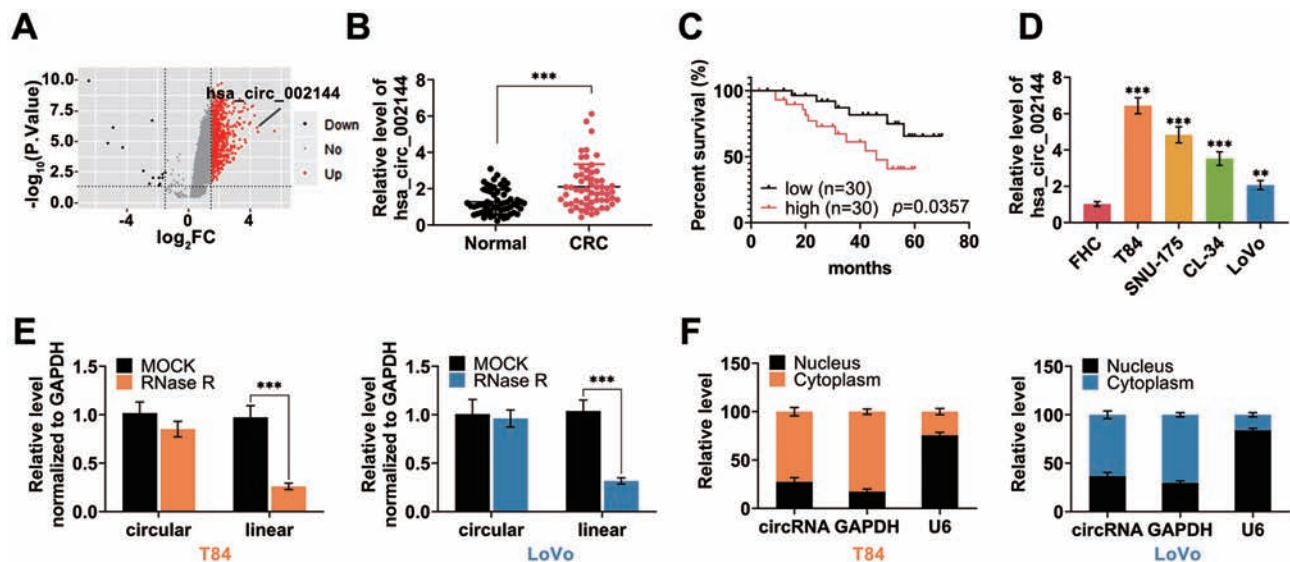 A
-log10(P.Value)
10.0
7.5
5.0
2.5
0.0
-4
0
4
log2FC
hsa_circ_002144
Down
No
Up
B
Relative level of
hsa_circ_002144
8
6
4
2
0
***
Normal
CRC
C
Percent survival (%)
100
50
0
0
20
40
60
80
months
low (n=30)
high (n=30)
p=0.0357
D
Relative level of
hsa_circ_002144
8
6
4
2
0
***
***
***
**
FHC
T84
SNU-175
CL-34
LoVo
E
Relative level
normalized to GAPDH
1.5
1.0
0.5
0.0
MOCK
RNase R
***
circular
linear
T84
Relative level
normalized to GAPDH
1.5
1.0
0.5
0.0
MOCK
RNase R
***
circular
linear
LoVo
F
Relative level
150
100
50
0
Nucleus
Cytoplasm
circRNA GAPDH U6
T84
Relative level
150
100
50
0
Nucleus
Cytoplasm
circRNA GAPDH U6
LoVo